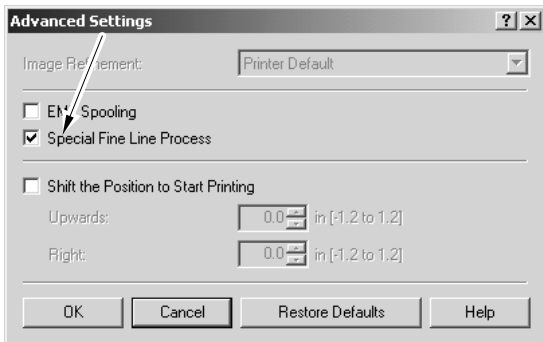 Advanced Settings
Image Refinement: Printer Default
EMF Spooling
Special Fine Line Process
Shift the Position to Start Printing
Upwards: 0.0 in [-1.2 to 1.2]
Right: 0.0 in [-1.2 to 1.2]
OK Cancel Restore Defaults Help